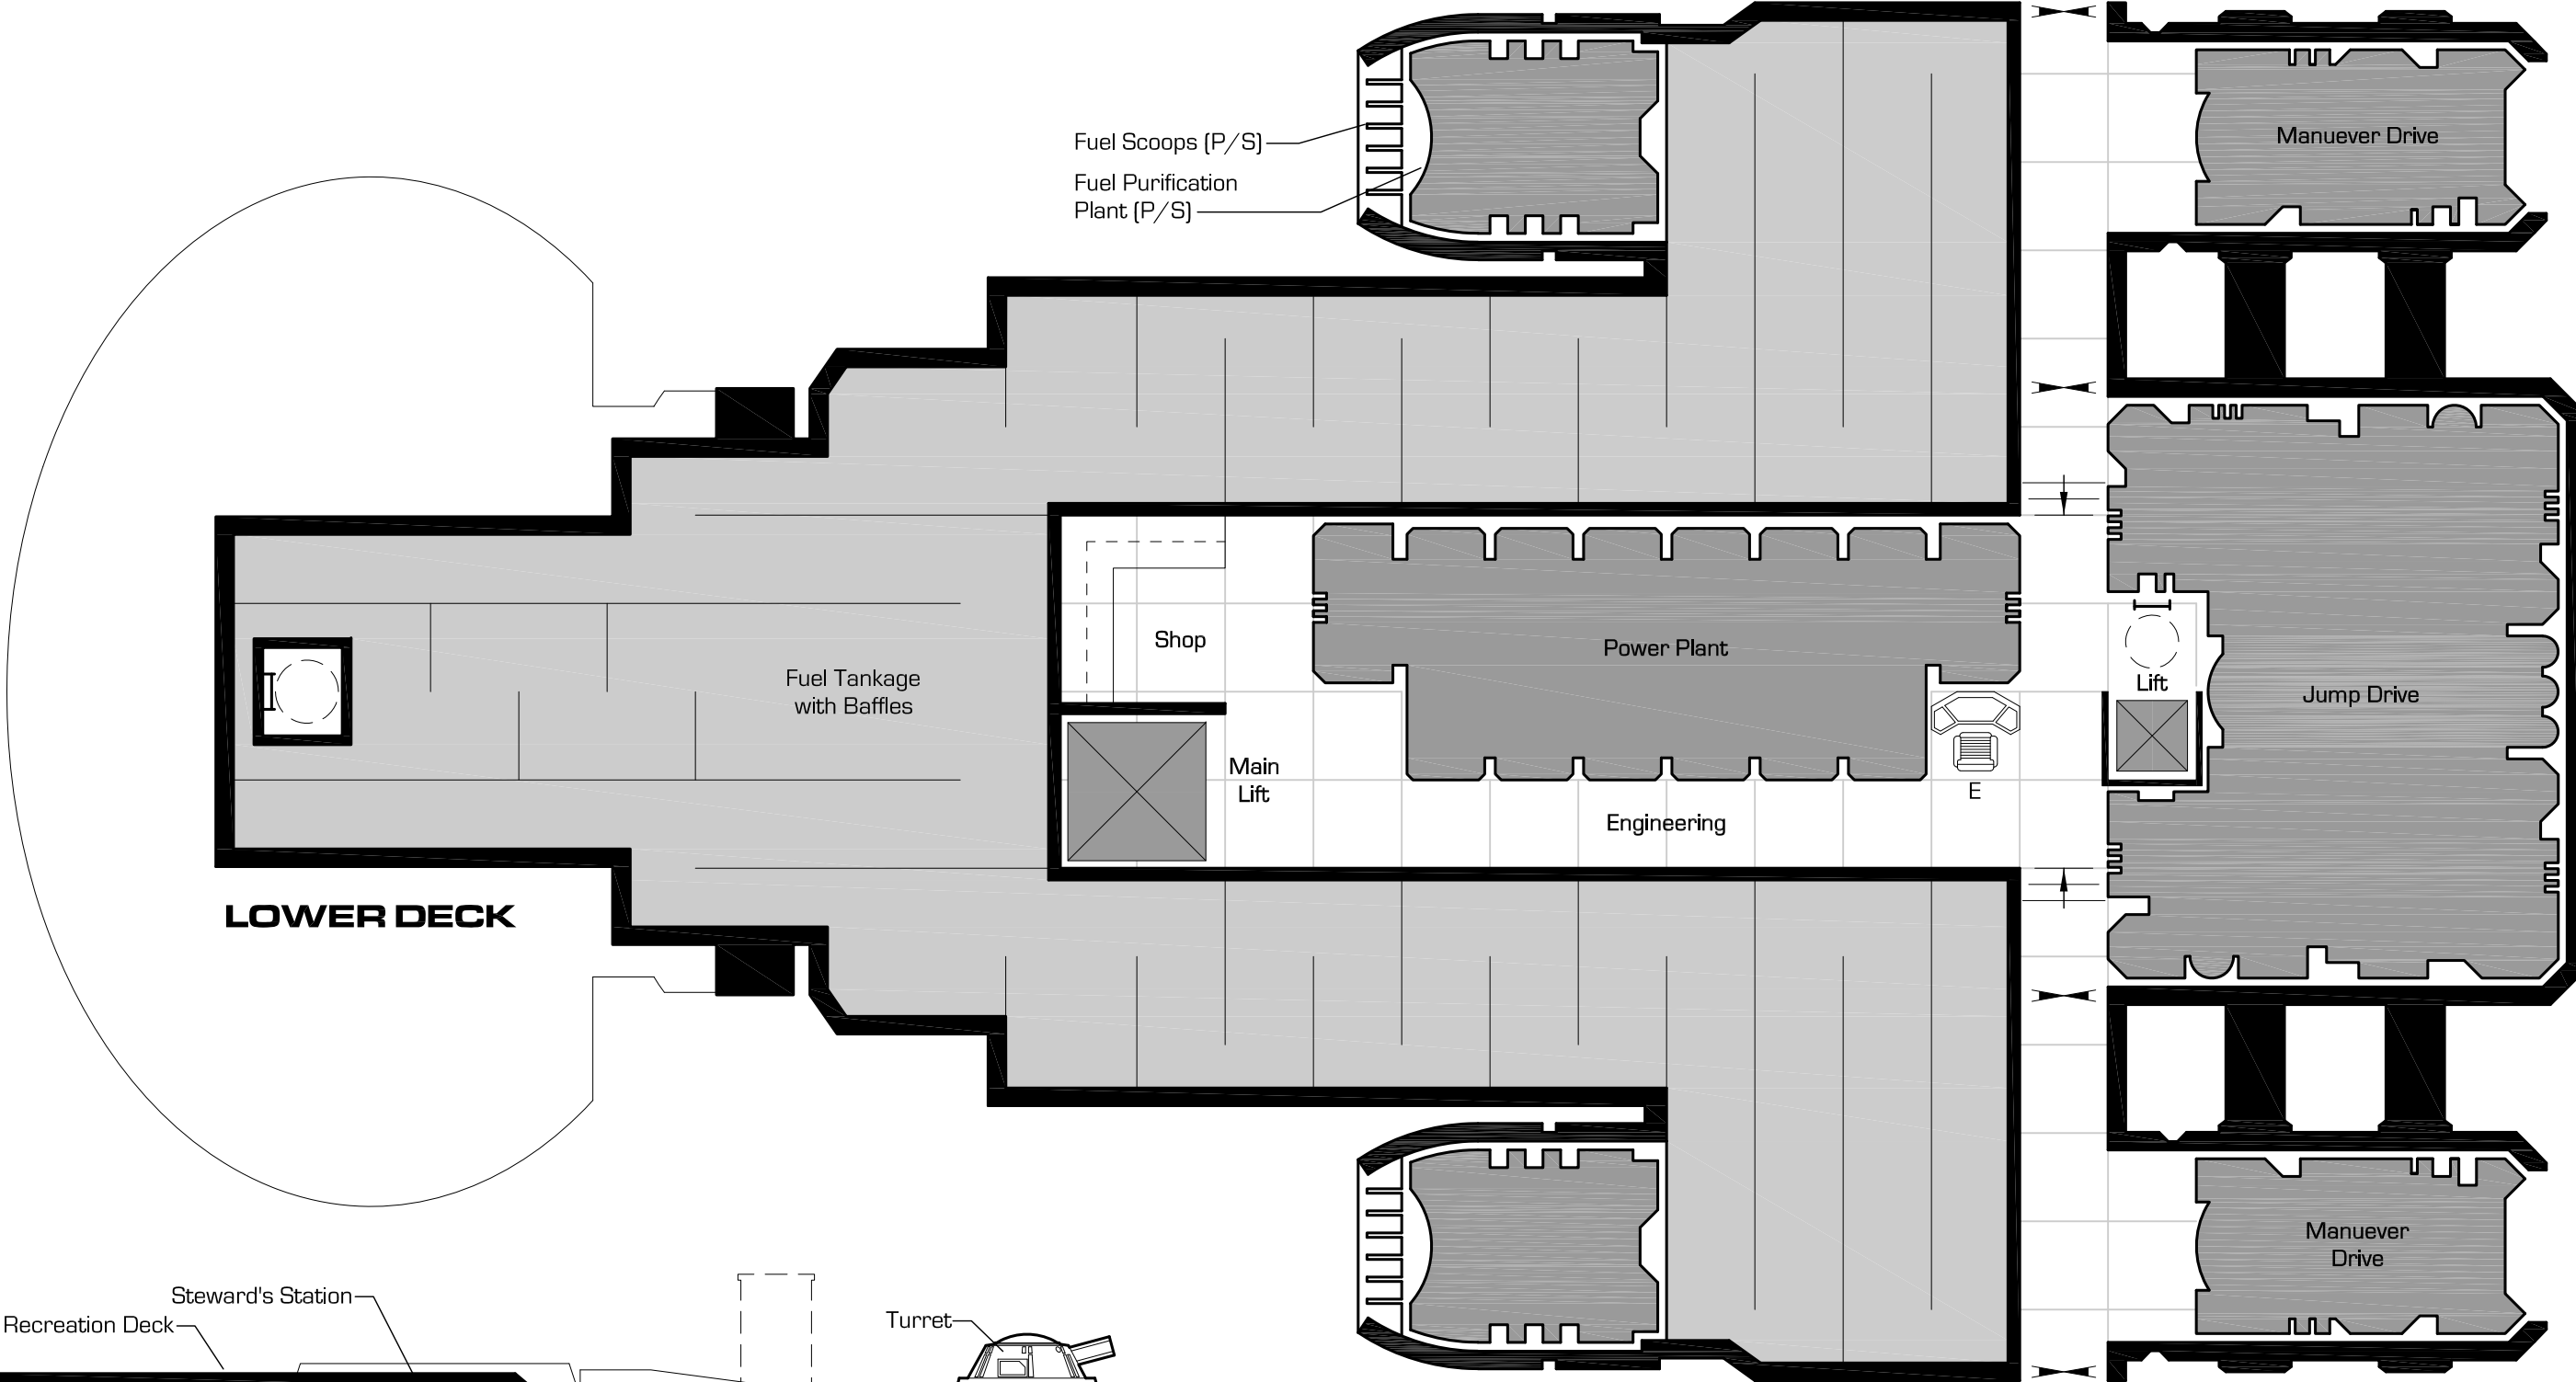 Fuel Scoops (P/S)
Fuel Purification
Plant (P/S)
Manuever Drive
Shop
Power Plant
Fuel Tankage
with Baffles
Lift
Jump Drive
Main
Lift
E
Engineering
LOWER DECK
Manuever
Drive
Steward's Station
Recreation Deck
Turret